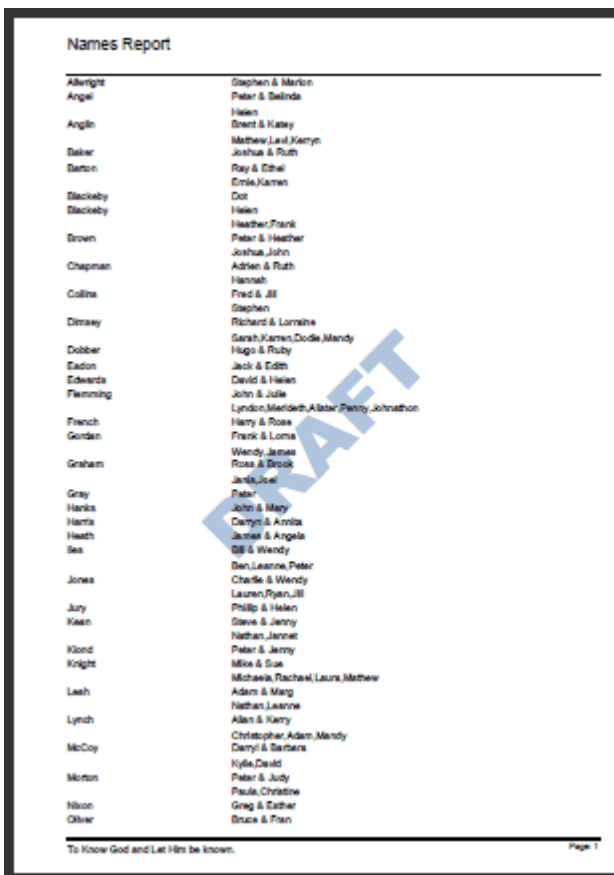 Names Report
Allwright Stephen & Marion
Angel Peter & Belinda
Helen
Anglin Brent & Katey
Mathew,Levi,Kerryn
Baker Joshua & Ruth
Barton Ray & Ethel
Ernie,Karren
Blackeby Dot
Blackeby Helen
Heather,Frank
Brown Peter & Heather
Joshua,John
Chapman Adrien & Ruth
Hannah
Collins Fred & Jill
Stephen
Dimsey Richard & Lorraine
Sarah,Karren,Dodie,Mandy
Dobber Hugo & Ruby
Eadon Jack & Edith
Edwards David & Helen
Flemming John & Julie
Lyndon,Merideth,Alister,Penny,Johnathon
French Harry & Rose
Gordan Frank & Lorna
Wendy,James
Graham Ross & Brook
Janis,Joel
Gray Peter
Hanks John & Mary
Harris Darryn & Annita
Heath James & Angela
Iles Bill & Wendy
Ben,Leanne,Peter
Jones Charlie & Wendy
Lauren,Ryan,Jill
Jury Phillip & Helen
Kean Steve & Jenny
Nathan,Jannet
Klond Peter & Jenny
Knight Mike & Sue
Michaela,Rachael,Laura,Mathew
Leah Adam & Marg
Nathan,Leanne
Lynch Allan & Kerry
Christopher,Adam,Mandy
McCoy Darryl & Barbara
Kylie,David
Morton Peter & Judy
Paula,Christine
Nixon Greg & Esther
Oliver Bruce & Fran
DRAFT
To Know God and Let Him be known. Page: 1